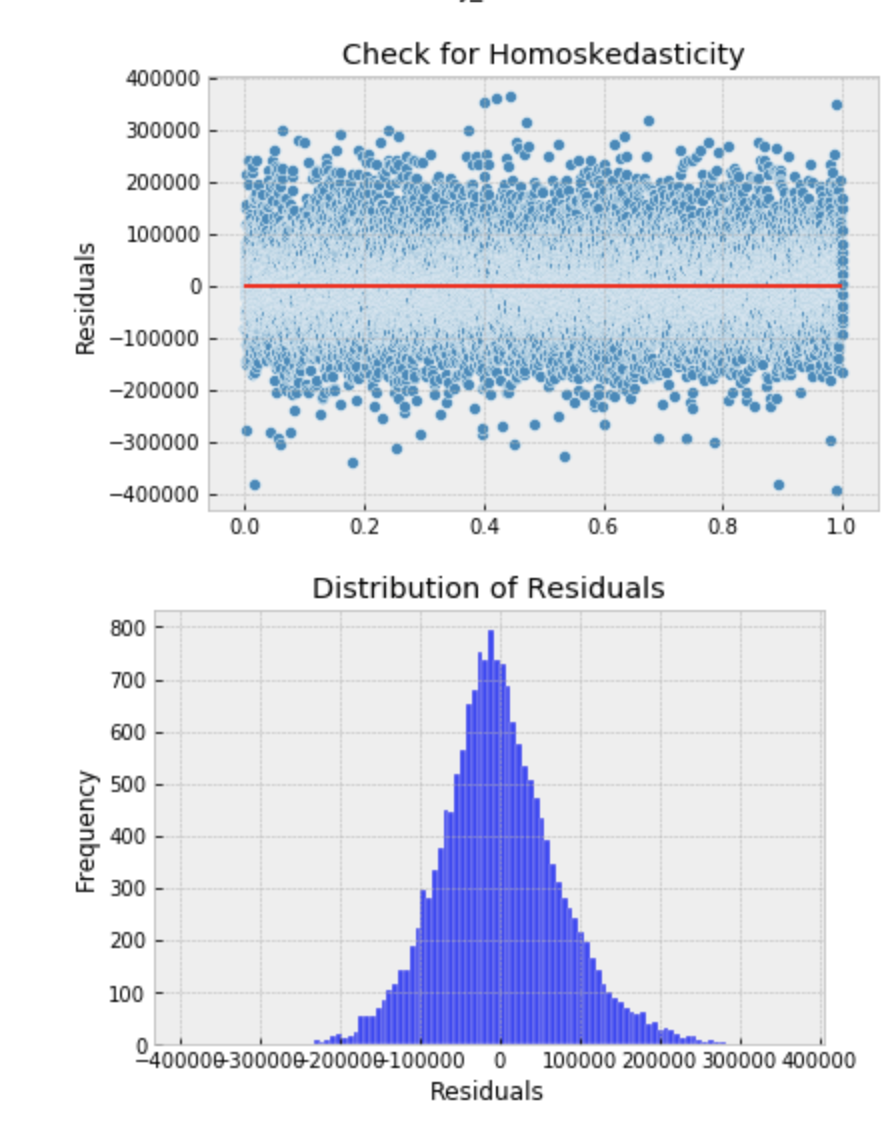 Check for Homoskedasticity
400000
300000
200000
100000
0
−100000
−200000
−300000
−400000
Residuals
0.0 0.2 0.4 0.6 0.8 1.0
Distribution of Residuals
800
700
600
500
400
300
200
100
0
Frequency
−400000 −300000 −200000 −100000 0 100000 200000 300000 400000
Residuals